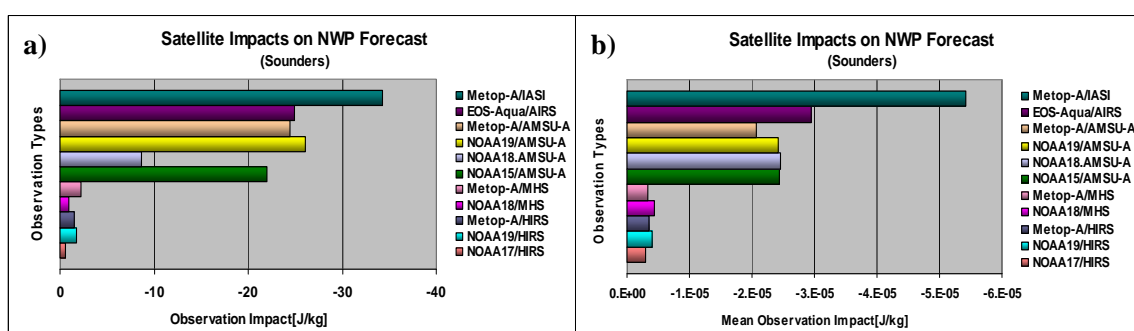 a)
Satellite Impacts on NWP Forecast
(Sounders)
Observation Types
Metop-A/IASI
EOS-Aqua/AIRS
Metop-A/AMSU-A
NOAA19/AMSU-A
NOAA18.AMSU-A
NOAA15/AMSU-A
Metop-A/MHS
NOAA18/MHS
Metop-A/HIRS
NOAA19/HIRS
NOAA17/HIRS
0 -10 -20 -30 -40
Observation Impact[J/kg]
b)
Satellite Impacts on NWP Forecast
(Sounders)
Observation Types
Metop-A/IASI
EOS-Aqua/AIRS
Metop-A/AMSU-A
NOAA19/AMSU-A
NOAA18.AMSU-A
NOAA15/AMSU-A
Metop-A/MHS
NOAA18/MHS
Metop-A/HIRS
NOAA19/HIRS
NOAA17/HIRS
0.E+00 -1.E-05 -2.E-05 -3.E-05 -4.E-05 -5.E-05 -6.E-05
Mean Observation Impact[J/kg]